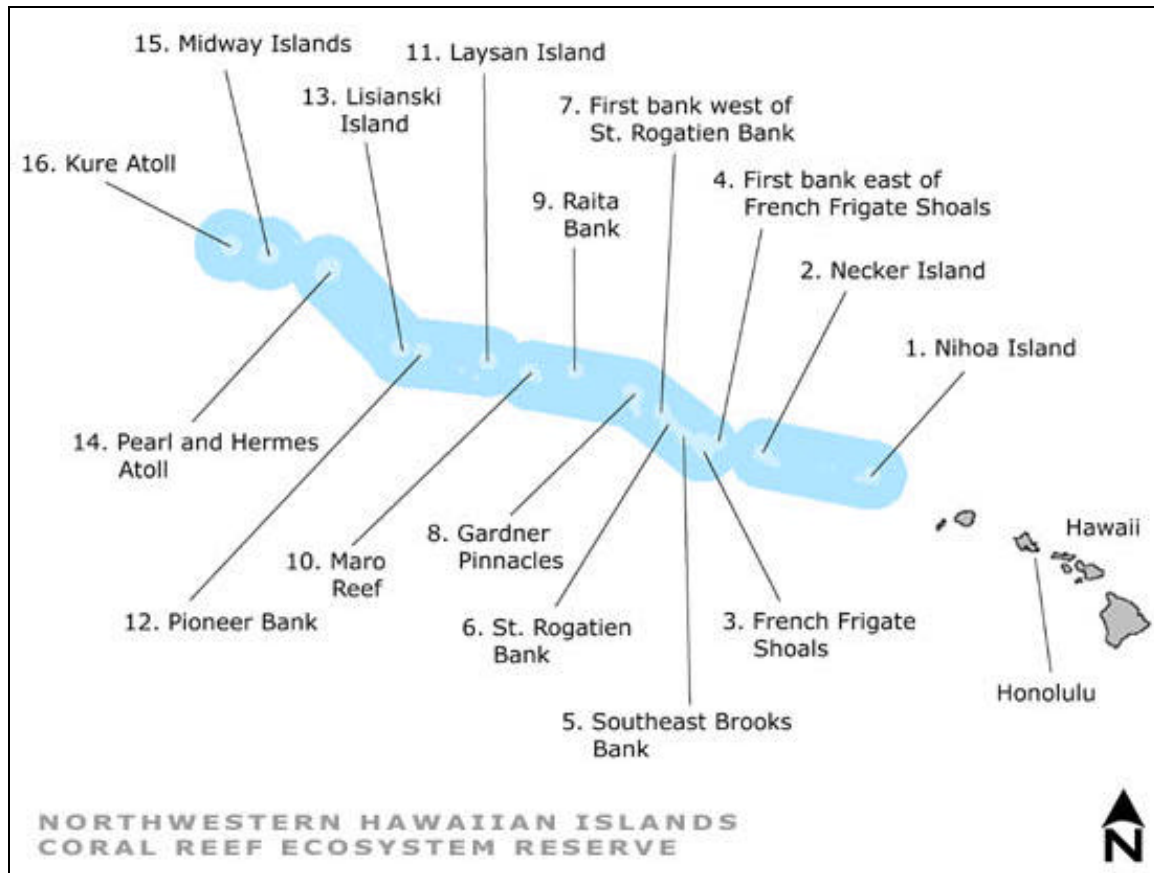 15. Midway Islands
11. Laysan Island
13. Lisianski
Island
7. First bank west of
St. Rogatien Bank
16. Kure Atoll
9. Raita
Bank
4. First bank east of
French Frigate Shoals
2. Necker Island
1. Nihoa Island
14. Pearl and Hermes
Atoll
8. Gardner
Pinnacles
Hawaii
10. Maro
Reef
12. Pioneer Bank
6. St. Rogatien
Bank
3. French Frigate
Shoals
Honolulu
5. Southeast Brooks
Bank
NORTHWESTERN HAWAIIAN ISLANDS
CORAL REEF ECOSYSTEM RESERVE
N